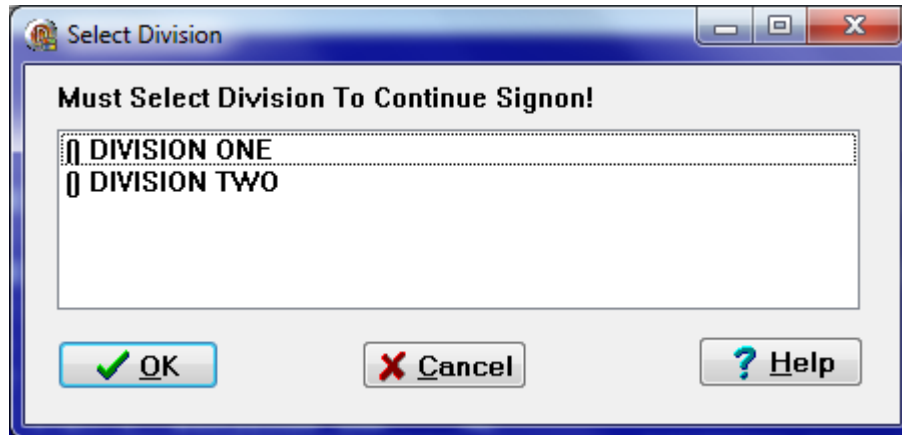 Select Division
Must Select Division To Continue Signon!
[] DIVISION ONE
[] DIVISION TWO
OK
Cancel
Help